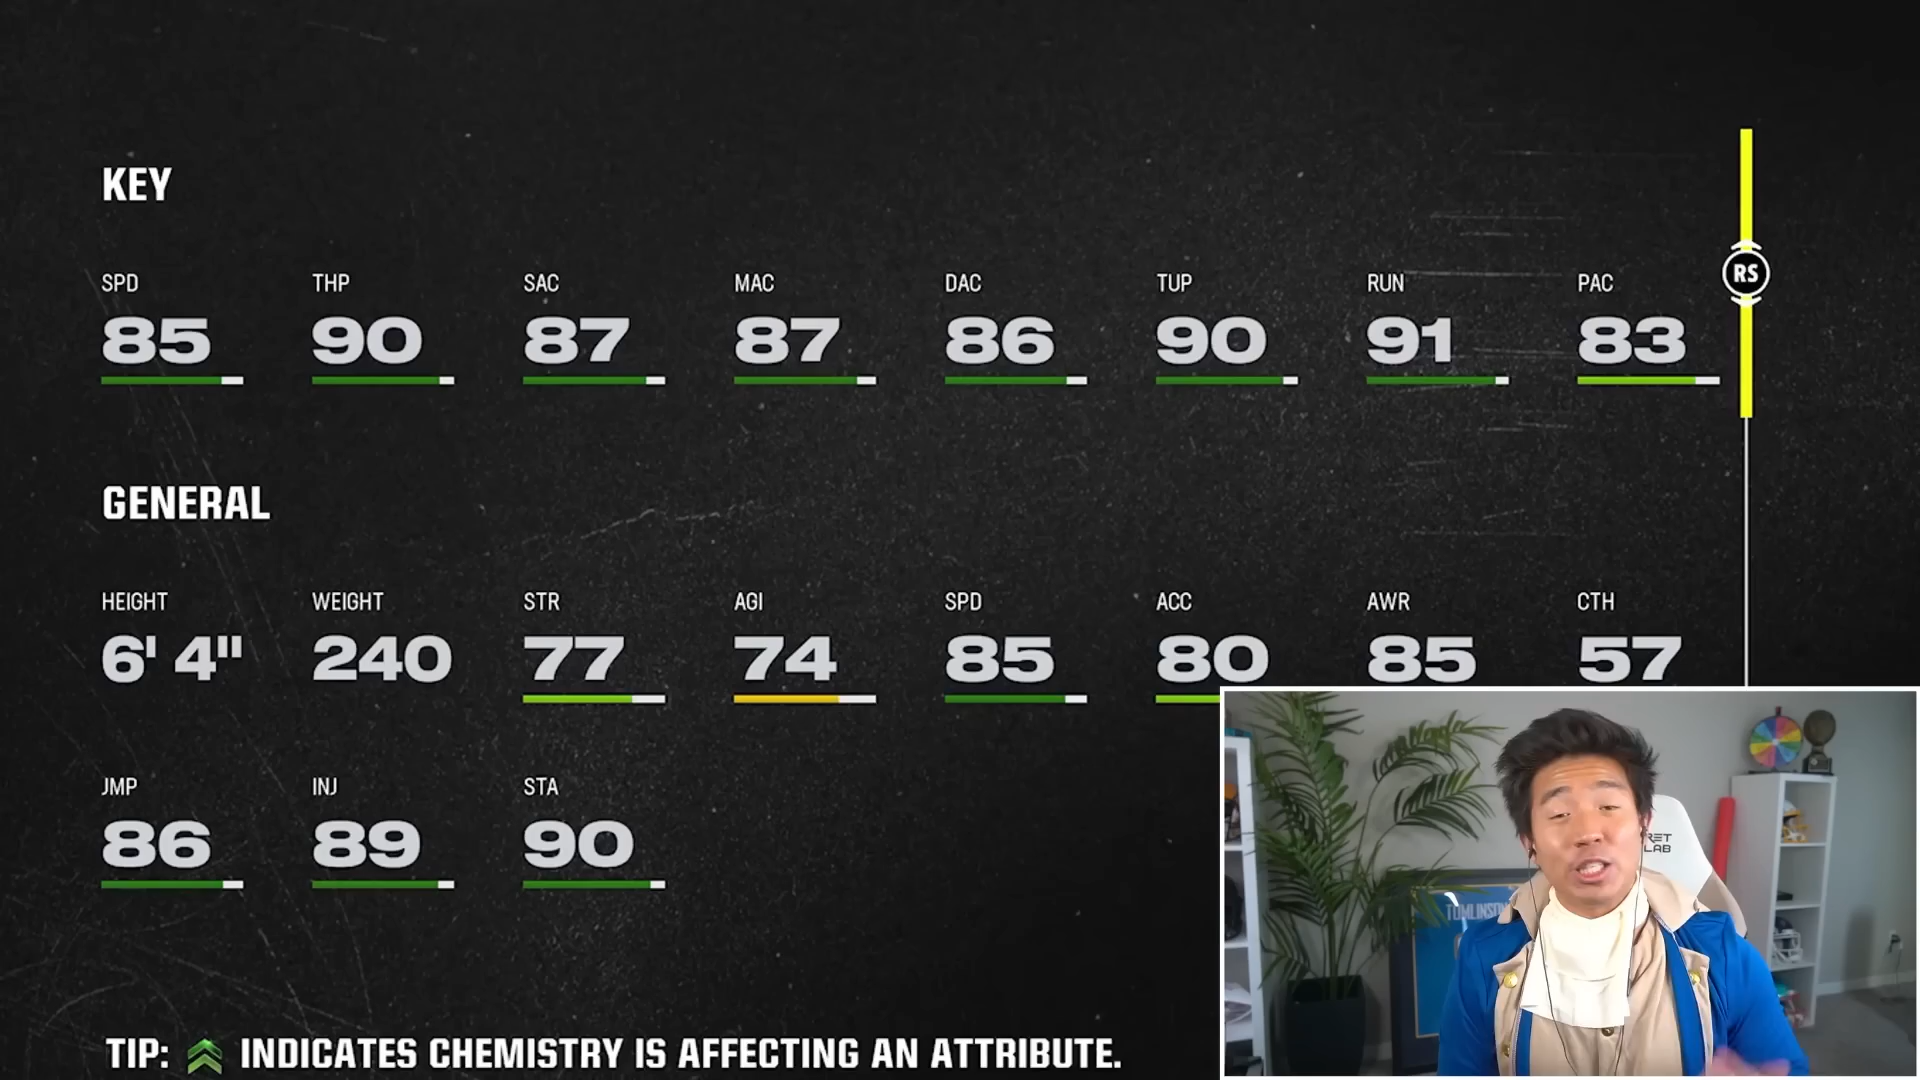 KEY
SPD THP SAC MAC DAC TUP RUN PAC
RS
85 90 87 87 86 90 91 83
GENERAL
HEIGHT WEIGHT STR AGI SPD ACC AWR CTH
6' 4" 240 77 74 85 80 85 57
JMP INJ STA
86 89 90
LAB
TOMLINSON
TIP: INDICATES CHEMISTRY IS AFFECTING AN ATTRIBUTE.